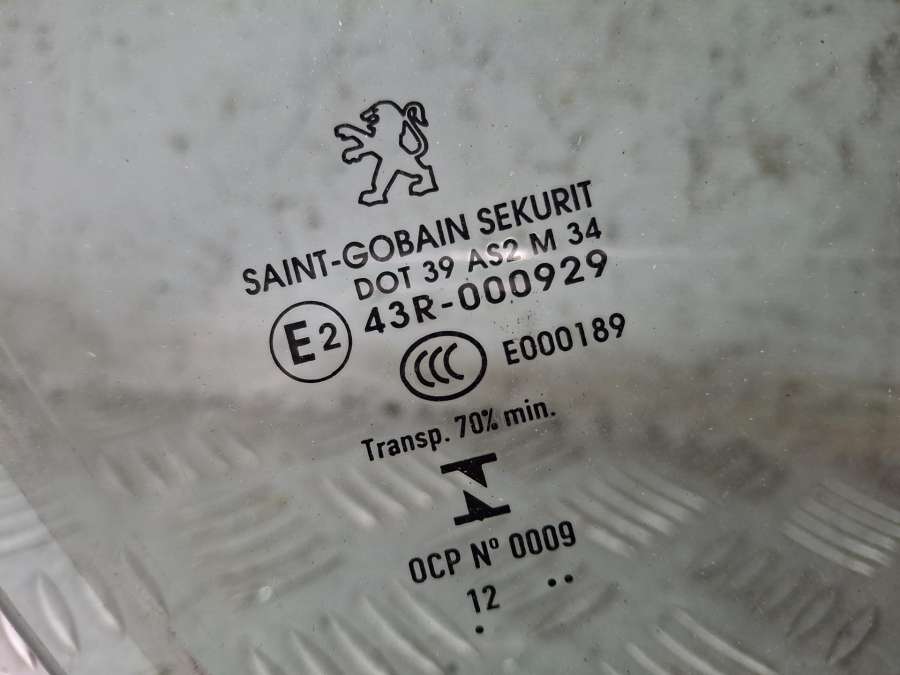 SAINT-GOBAIN SEKURIT
DOT 39 AS2 M 34
E2 43R-000929
CCC E000189
Transp. 70% min.
OCP Nº 0009
12 ..
.